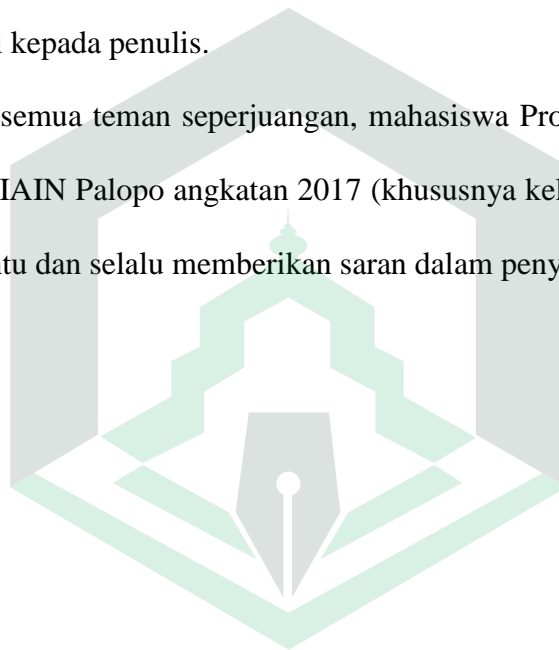 i kepada penulis.
semua teman seperjuangan, mahasiswa Pro
IAIN Palopo angkatan 2017 (khususnya kel
ntu dan selalu memberikan saran dalam peny